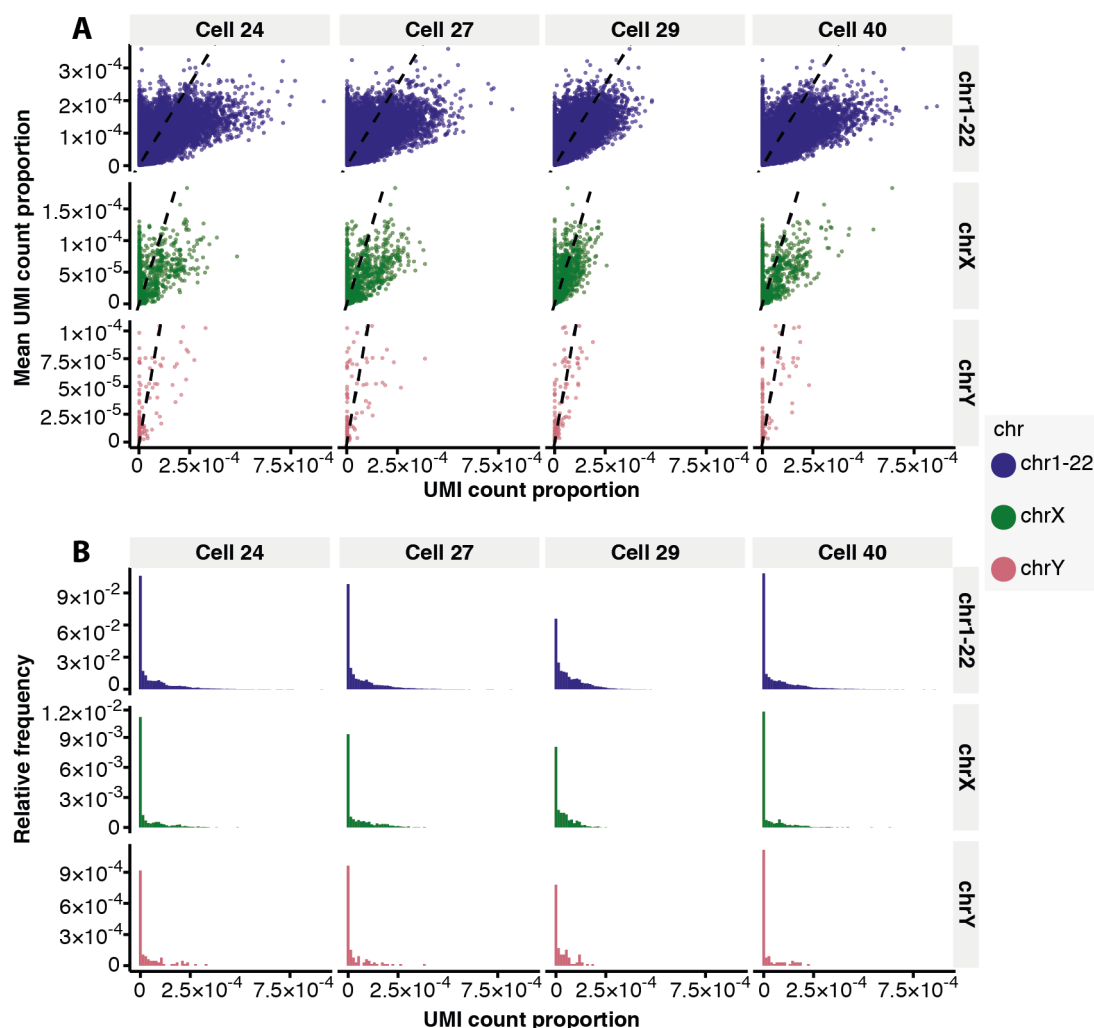 A
Cell 24 Cell 27 Cell 29 Cell 40
Mean UMI count proportion
3×10⁻⁴
2×10⁻⁴
1×10⁻⁴
0
chr1-22
1.5×10⁻⁴
1×10⁻⁴
5×10⁻⁵
0
chrX
1×10⁻⁴
7.5×10⁻⁵
5×10⁻⁵
2.5×10⁻⁵
0
chrY
0 2.5×10⁻⁴ 7.5×10⁻⁴ 0 2.5×10⁻⁴ 7.5×10⁻⁴ 0 2.5×10⁻⁴ 7.5×10⁻⁴ 0 2.5×10⁻⁴ 7.5×10⁻⁴
UMI count proportion
chr
chr1-22
chrX
chrY
B
Cell 24 Cell 27 Cell 29 Cell 40
Relative frequency
9×10⁻²
6×10⁻²
3×10⁻²
0
chr1-22
1.2×10⁻²
9×10⁻³
6×10⁻³
3×10⁻³
0
chrX
9×10⁻⁴
6×10⁻⁴
3×10⁻⁴
0
chrY
0 2.5×10⁻⁴ 7.5×10⁻⁴ 0 2.5×10⁻⁴ 7.5×10⁻⁴ 0 2.5×10⁻⁴ 7.5×10⁻⁴ 0 2.5×10⁻⁴ 7.5×10⁻⁴
UMI count proportion